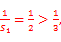 1/S₁ = 1/2 > 1/3,